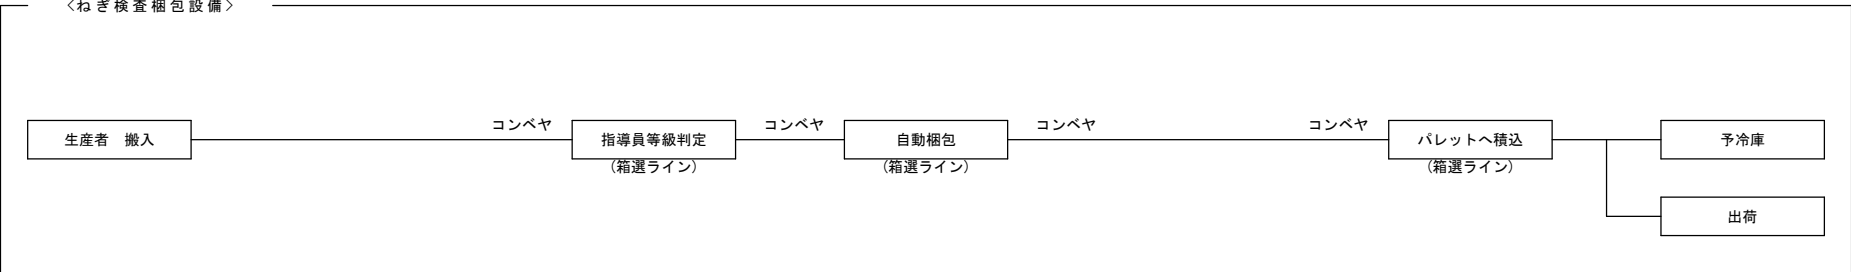 〈ねぎ検査梱包設備〉
コンベヤ コンベヤ コンベヤ コンベヤ
生産者　搬入 指導員等級判定 自動梱包 パレットへ積込 予冷庫
(箱選ライン) (箱選ライン) (箱選ライン)
出荷